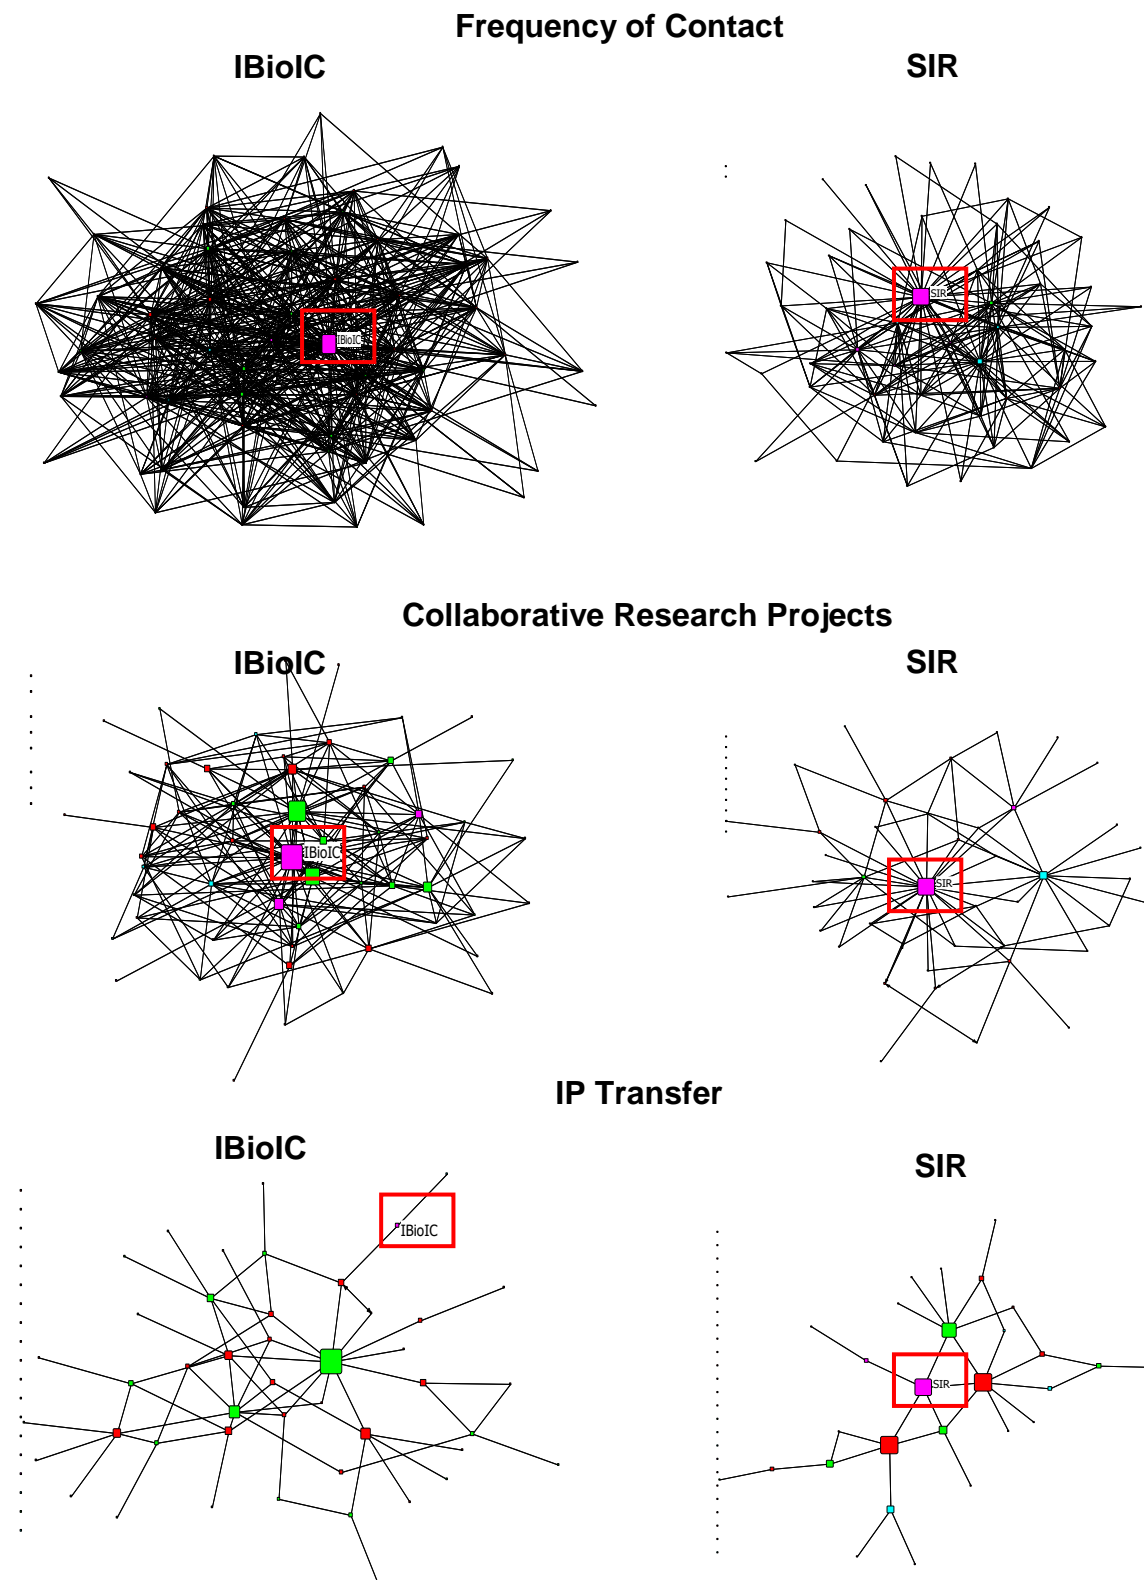 Frequency of Contact
IBioIC
SIR
IBioIC
SIR
Collaborative Research Projects
IBioIC
SIR
IBioIC
SIR
IP Transfer
IBioIC
SIR
IBioIC
SIR